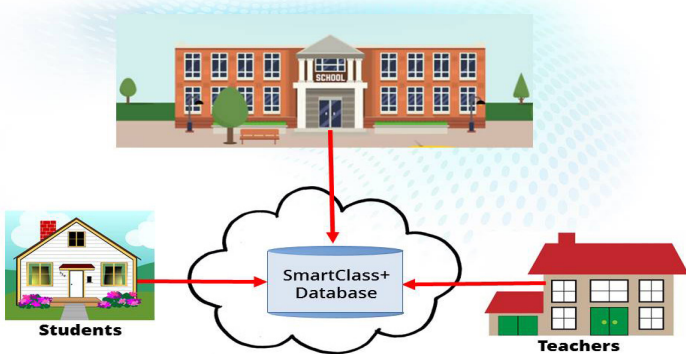 SCHOOL
SmartClass+
Database
Students
Teachers